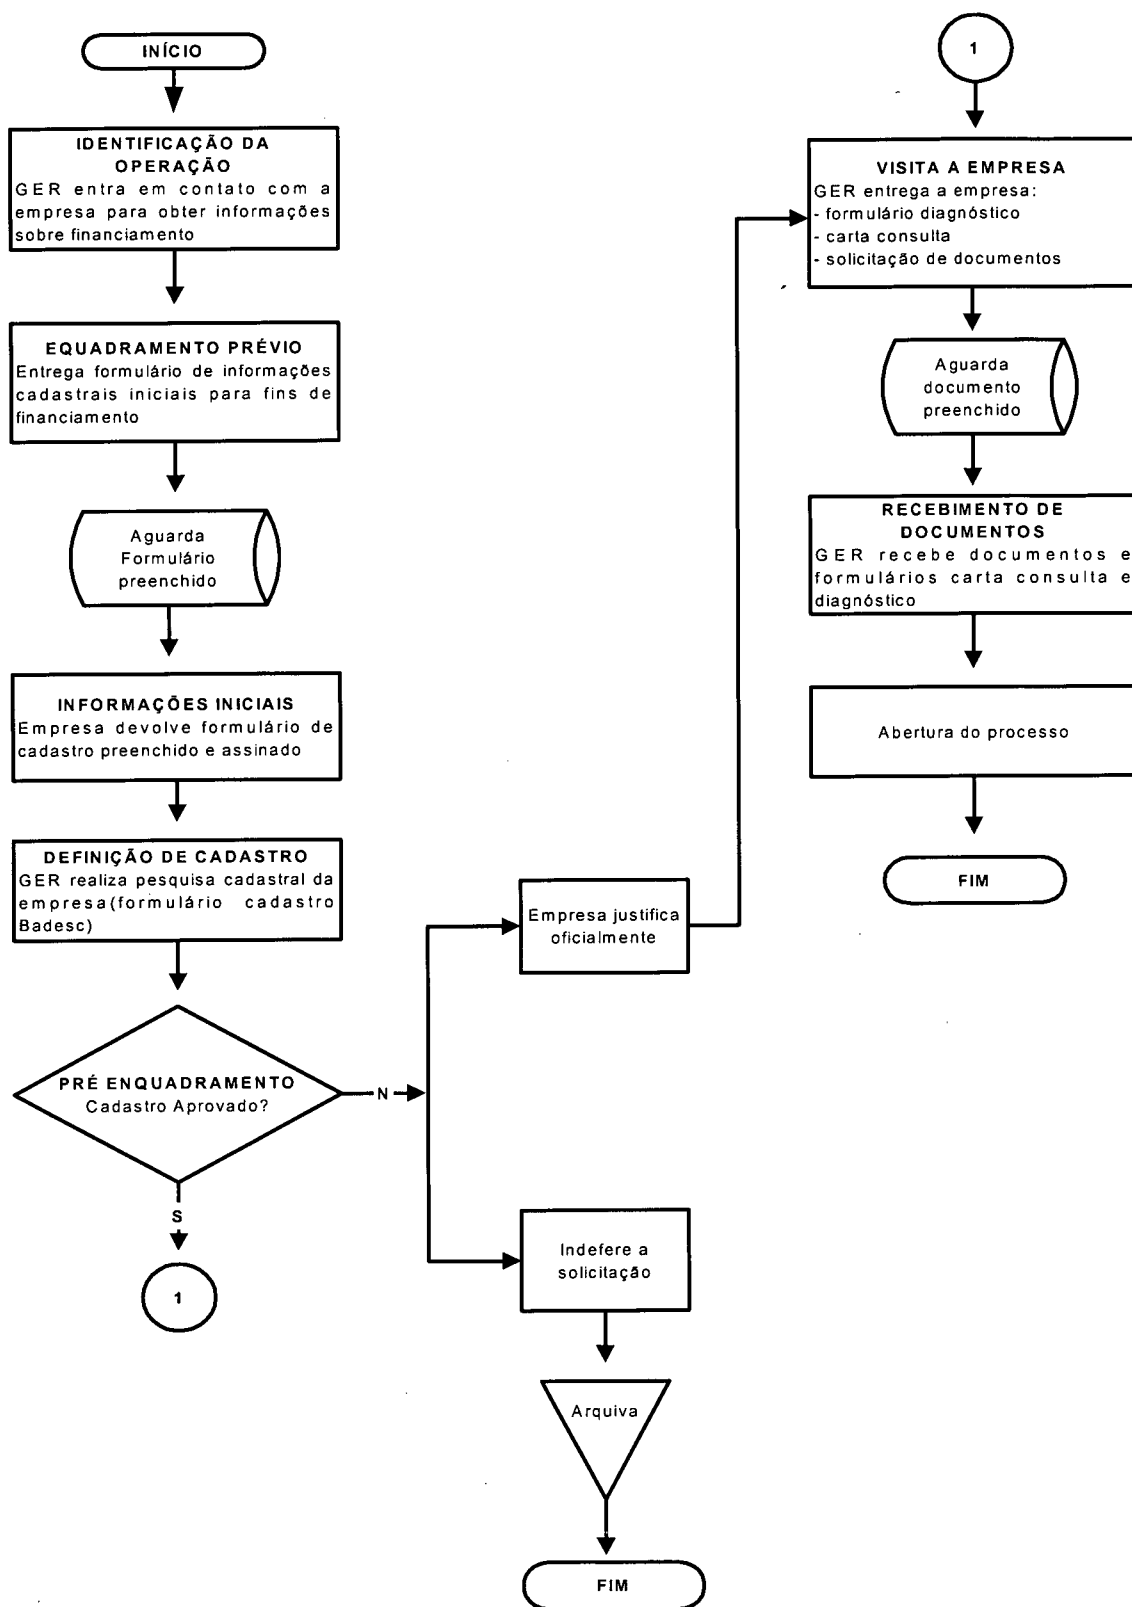 INÍCIO
IDENTIFICAÇÃO DA
OPERAÇÃO
GER entra em contato com a
empresa para obter informações
sobre financiamento
EQUADRAMENTO PRÉVIO
Entrega formulário de informações
cadastrais iniciais para fins de
financiamento
Aguarda
Formulário
preenchido
INFORMAÇÕES INICIAIS
Empresa devolve formulário de
cadastro preenchido e assinado
DEFINIÇÃO DE CADASTRO
GER realiza pesquisa cadastral da
empresa(formulário cadastro
Badesc)
PRÉ ENQUADRAMENTO
Cadastro Aprovado?
N
S
1
Empresa justifica
oficialmente
Indefere a
solicitação
Arquiva
FIM
1
VISITA A EMPRESA
GER entrega a empresa:
- formulário diagnóstico
- carta consulta
- solicitação de documentos
Aguarda
documento
preenchido
RECEBIMENTO DE
DOCUMENTOS
GER recebe documentos e
formulários carta consulta e
diagnóstico
Abertura do processo
FIM